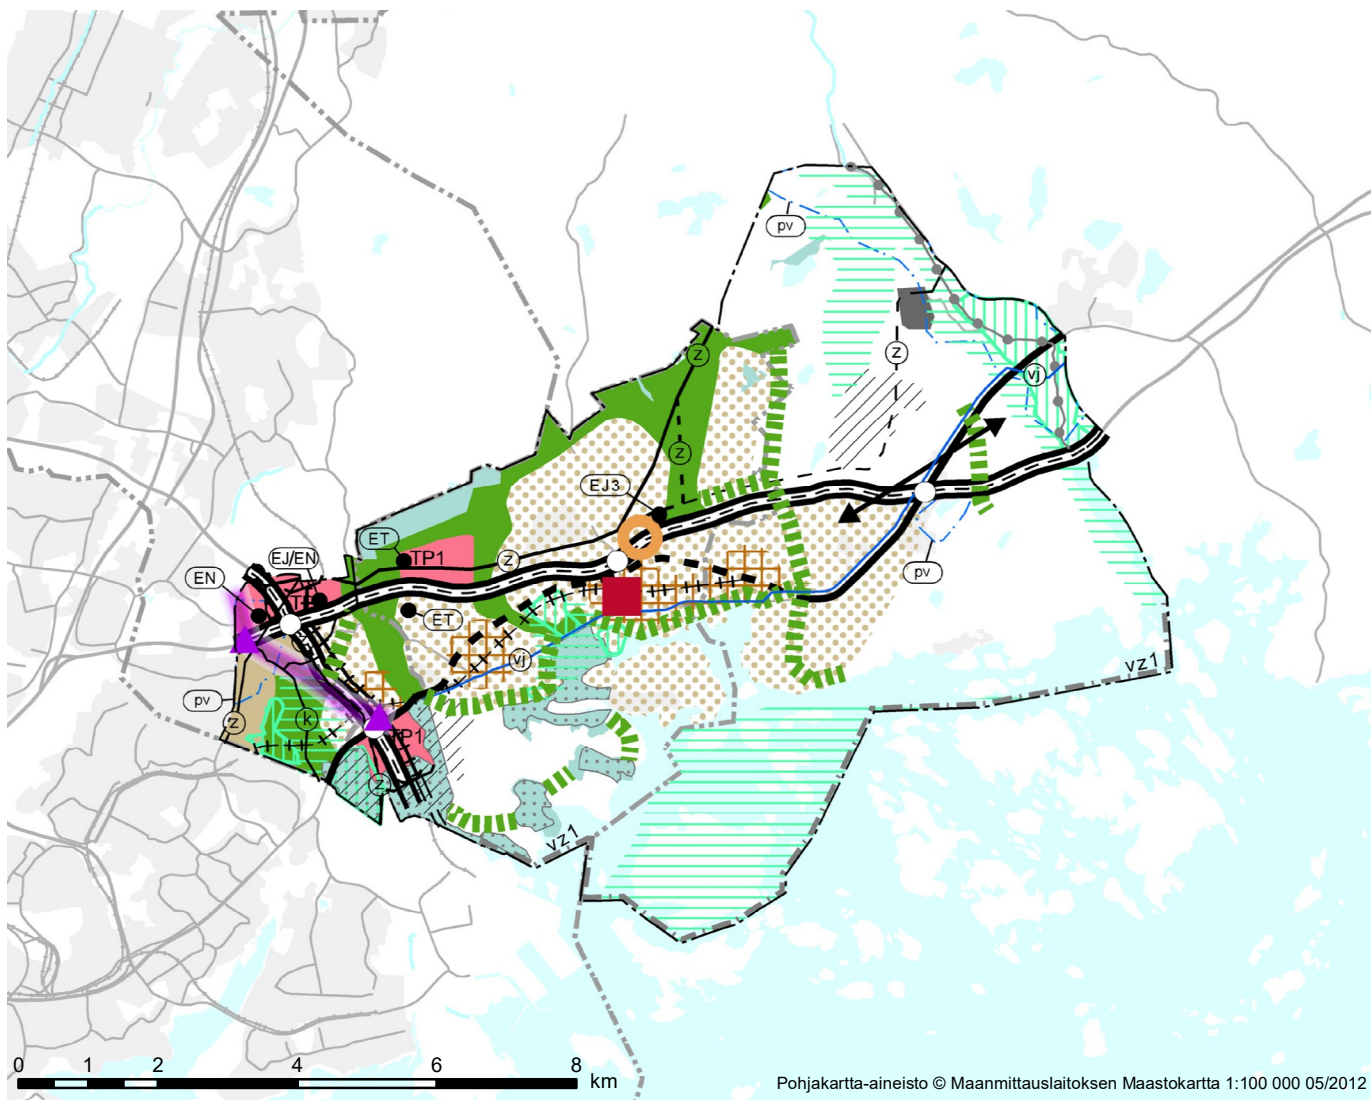 pv
z
z
vj
z
EJ3
ET
TP1
z
EJ/EN
EN
T
pv
ET
vj
vz1
pv
z
k
TP1
z
vz1
0 1 2 4 6 8 km
Pohjakartta-aineisto © Maanmittauslaitoksen Maastokartta 1:100 000 05/2012